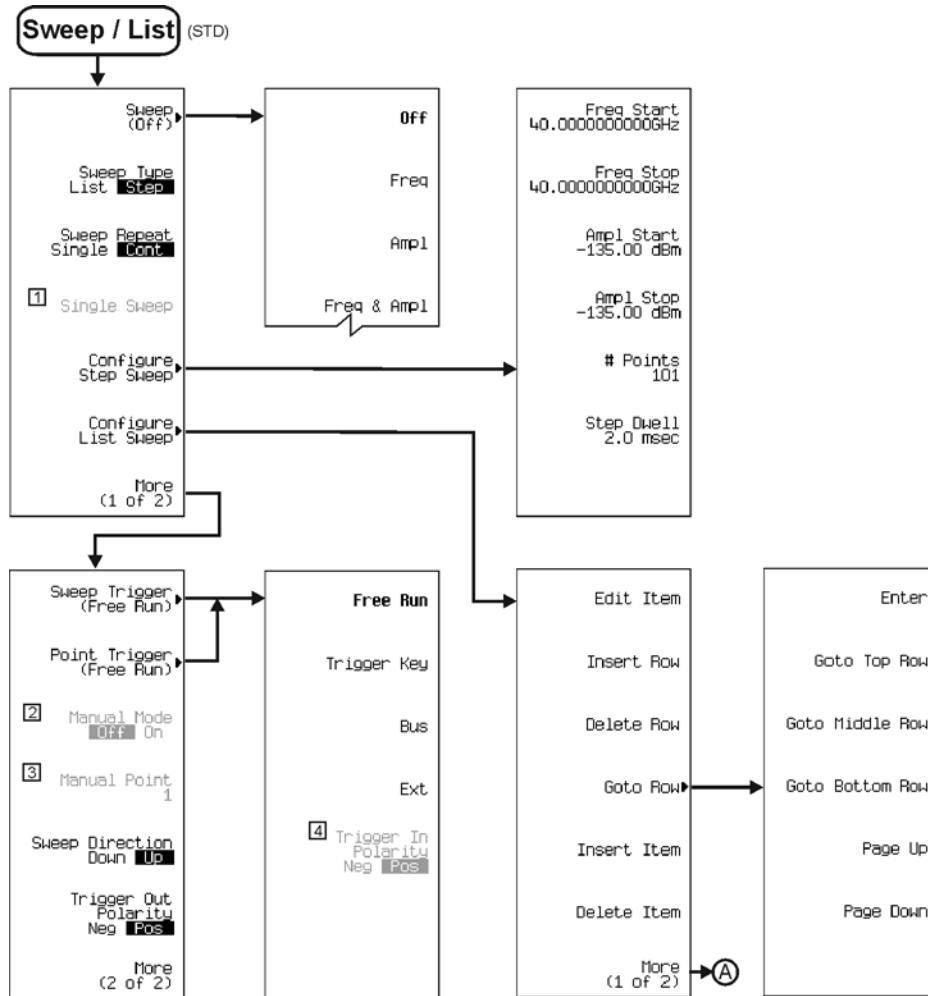 Sweep / List (STD)
Sweep
(Off)
Sweep Type
List Step
Sweep Repeat
Single Cont
1 Single Sweep
Configure
Step Sweep
Configure
List Sweep
More
(1 of 2)
Off
Freq
Ampl
Freq & Ampl
Freq Start
40.0000000000GHz
Freq Stop
40.0000000000GHz
Ampl Start
-135.00 dBm
Ampl Stop
-135.00 dBm
# Points
101
Step Dwell
2.0 msec
Sweep Trigger
(Free Run)
Point Trigger
(Free Run)
2 Manual Mode
Off On
3 Manual Point
1
Sweep Direction
Down Up
Trigger Out
Polarity
Neg Pos
More
(2 of 2)
Free Run
Trigger Key
Bus
Ext
4 Trigger In
Polarity
Neg Pos
Edit Item
Insert Row
Delete Row
Goto Row
Insert Item
Delete Item
More
(1 of 2)
A
Enter
Goto Top Row
Goto Middle Row
Goto Bottom Row
Page Up
Page Down